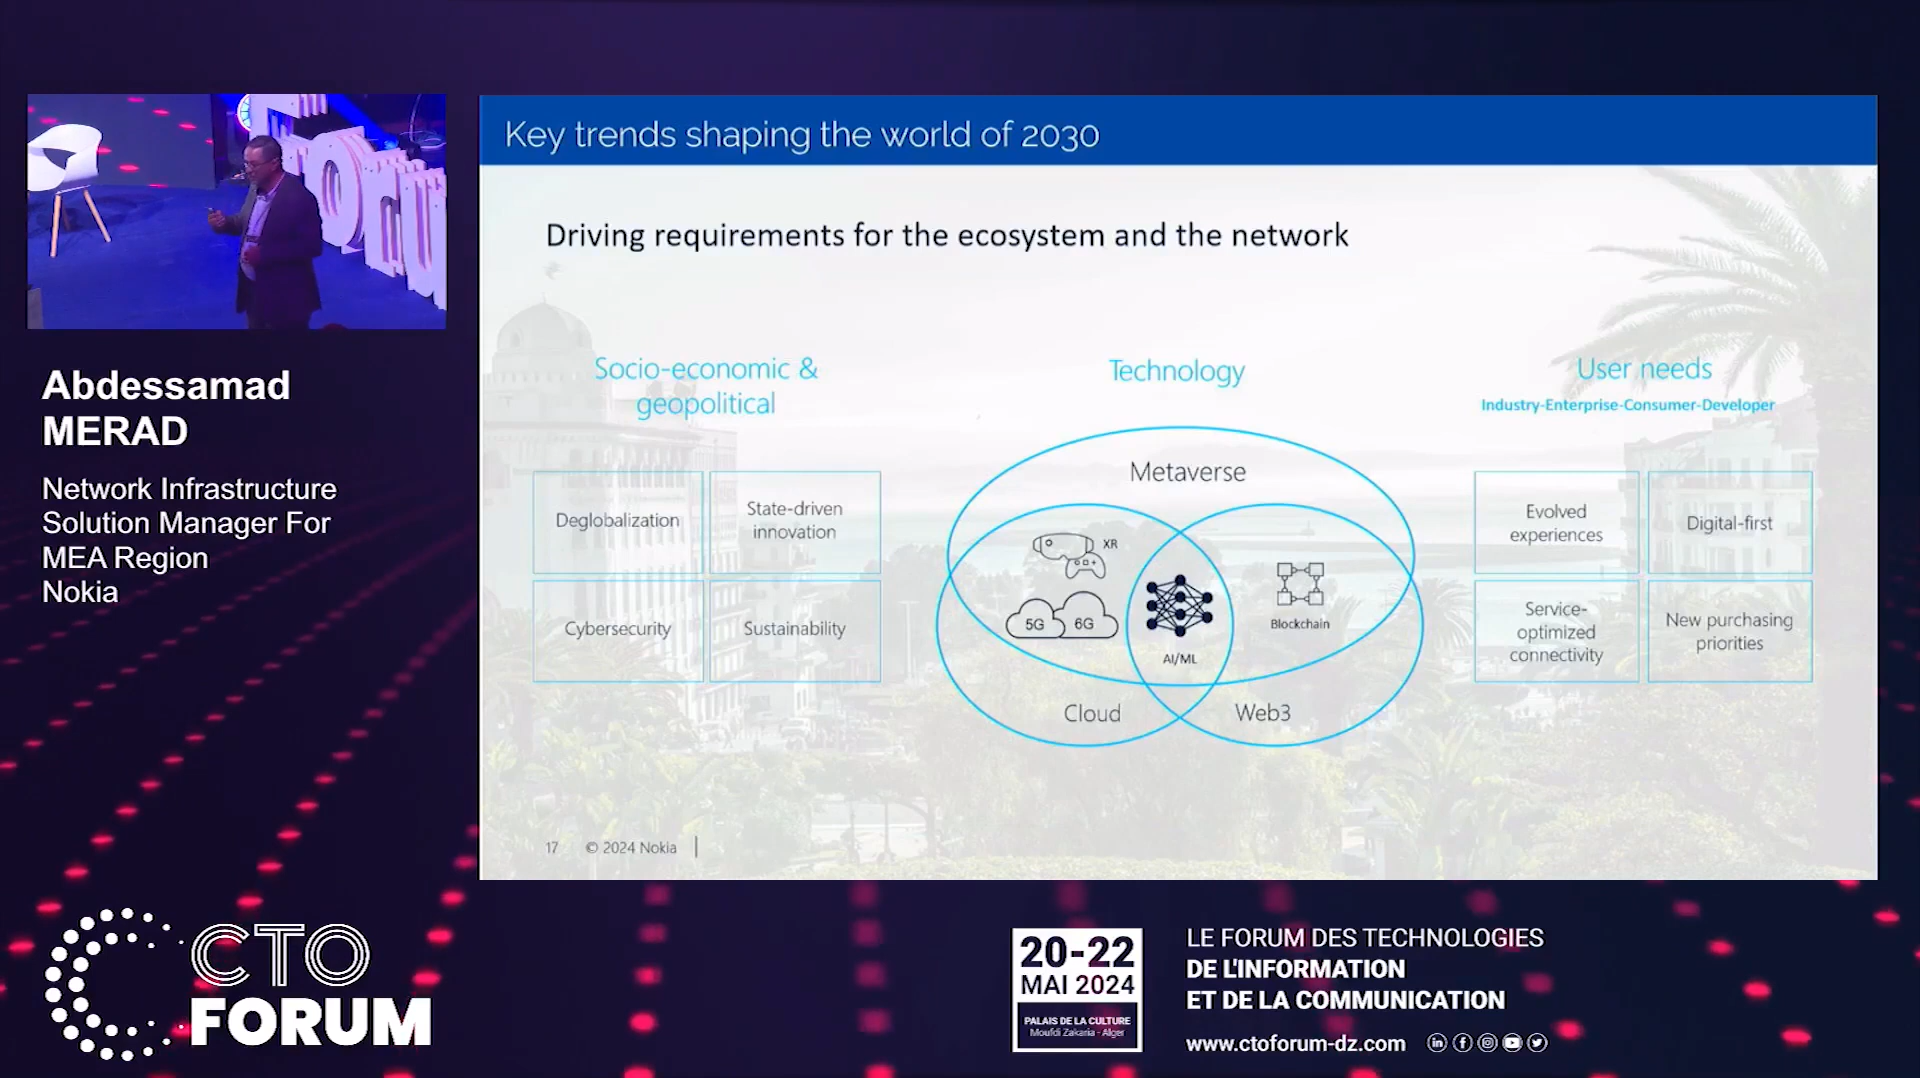 Key trends shaping the world of 2030
Driving requirements for the ecosystem and the network
Socio-economic &
geopolitical
Deglobalization
State-driven
innovation
Cybersecurity
Sustainability
Technology
Metaverse
XR
5G
6G
AI/ML
Blockchain
Cloud
Web3
User needs
Industry-Enterprise-Consumer-Developer
Evolved
experiences
Digital-first
Service-
optimized
connectivity
New purchasing
priorities
17 © 2024 Nokia
Abdessamad
MERAD
Network Infrastructure
Solution Manager For
MEA Region
Nokia
CTO
FORUM
20-22
MAI 2024
PALAIS DE LA CULTURE
Moufdi Zakaria - Alger
LE FORUM DES TECHNOLOGIES
DE L'INFORMATION
ET DE LA COMMUNICATION
www.ctoforum-dz.com